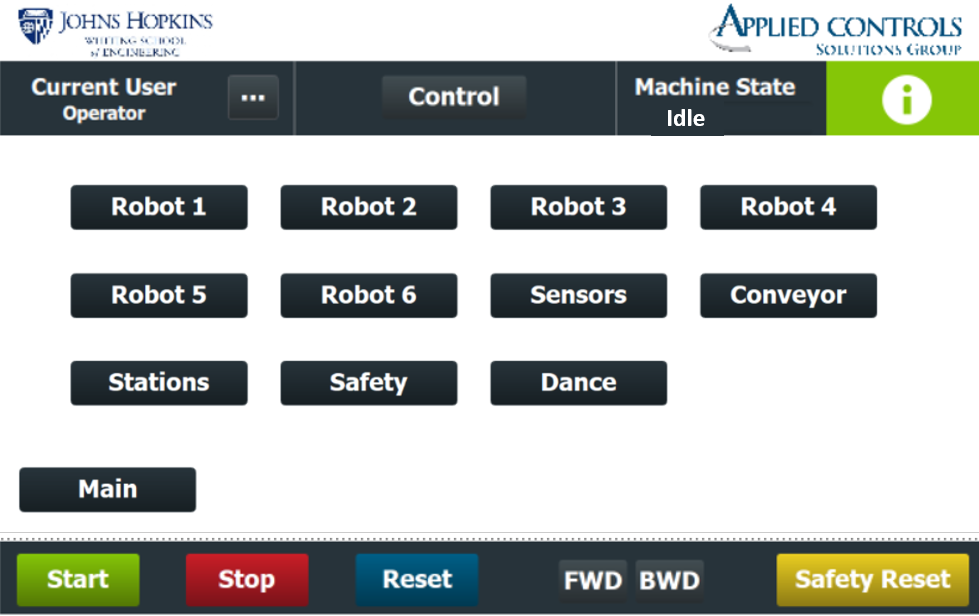 JOHNS HOPKINS
WHITING SCHOOL
of ENGINEERING
APPLIED CONTROLS
SOLUTIONS GROUP
Current User
Operator
...
Control
Machine State
Idle
i
Robot 1
Robot 2
Robot 3
Robot 4
Robot 5
Robot 6
Sensors
Conveyor
Stations
Safety
Dance
Main
Start
Stop
Reset
FWD
BWD
Safety Reset